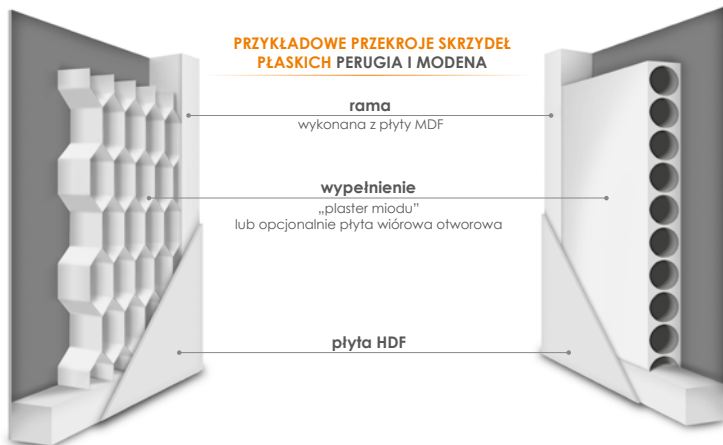 PRZYKŁADOWE PRZEKROJE SKRZYDEŁ
PŁASKICH PERUGIA I MODENA
rama
wykonana z płyty MDF
wypełnienie
„plaster miodu”
lub opcjonalnie płyta wiórowa otworowa
płyta HDF